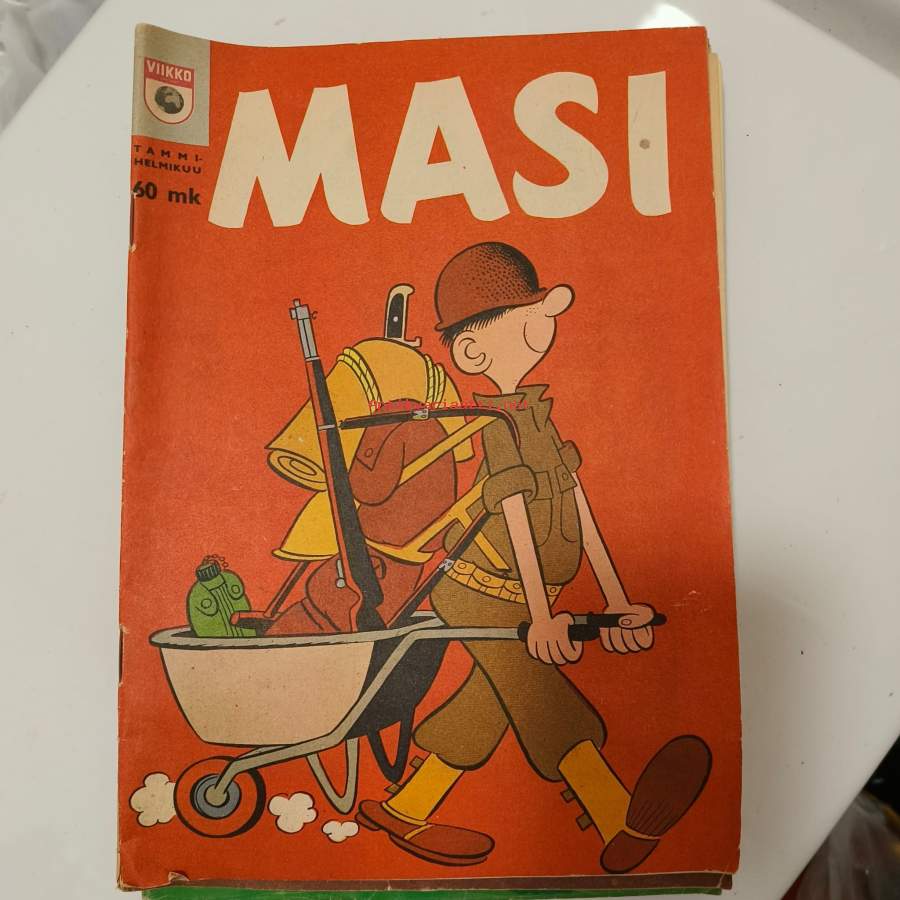 VIIKKO
MASI
TAMMI-
HELMIKUU
60 mk